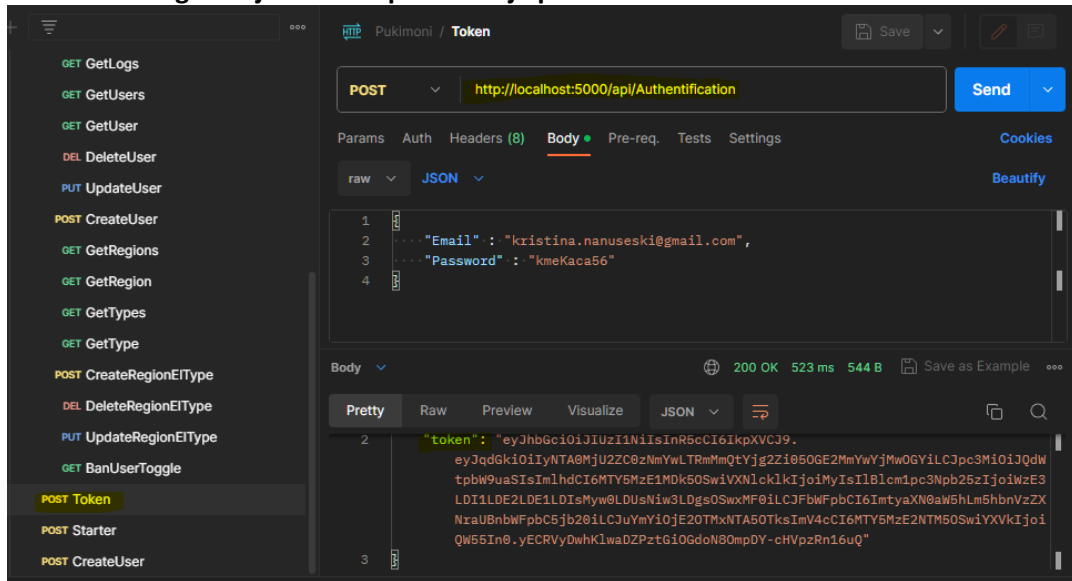 Pukimoni / Token
Save
GET GetLogs
GET GetUsers
GET GetUser
DEL DeleteUser
PUT UpdateUser
POST CreateUser
GET GetRegions
GET GetRegion
GET GetTypes
GET GetType
POST CreateRegionElType
DEL DeleteRegionElType
PUT UpdateRegionElType
GET BanUserToggle
POST Token
POST Starter
POST CreateUser
POST http://localhost:5000/api/Authentification Send
Params Auth Headers (8) Body Pre-req. Tests Settings Cookies
raw JSON Beautify
1 {
2 "Email" : "kristina.nanuseski@gmail.com",
3 "Password" : "kmeKaca56"
4 }
Body 200 OK 523 ms 544 B Save as Example
Pretty Raw Preview Visualize JSON
2 "token": "eyJhbGciOiJIUzI1NiIsInR5cCI6IkpXVCJ9.
3 }